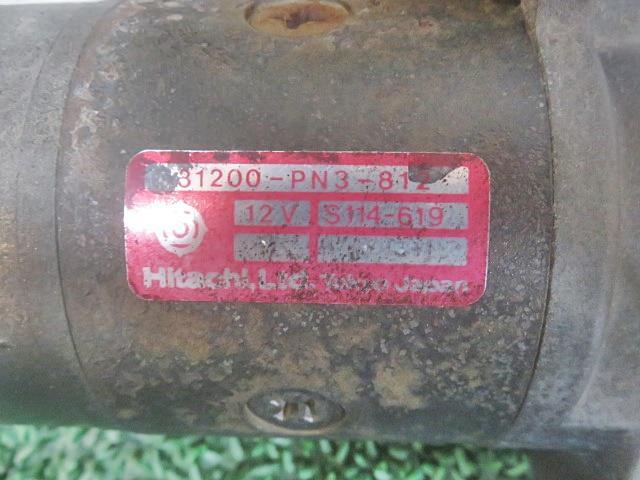 31200-PN3-812
12V S114-619
Hitachi, Ltd. Tokyo Japan